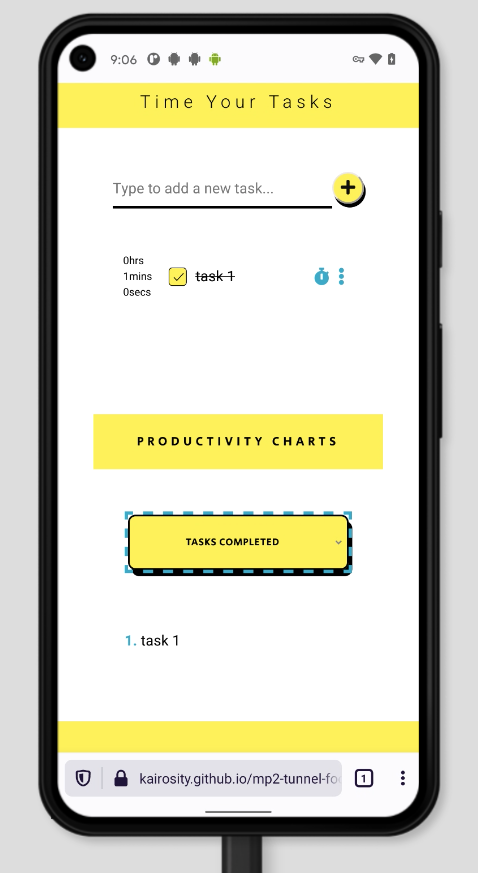 9:06
Time Your Tasks
Type to add a new task...
0hrs
1mins
0secs
task 1
PRODUCTIVITY CHARTS
TASKS COMPLETED
1. task 1
kairosity.github.io/mp2-tunnel-fo
1